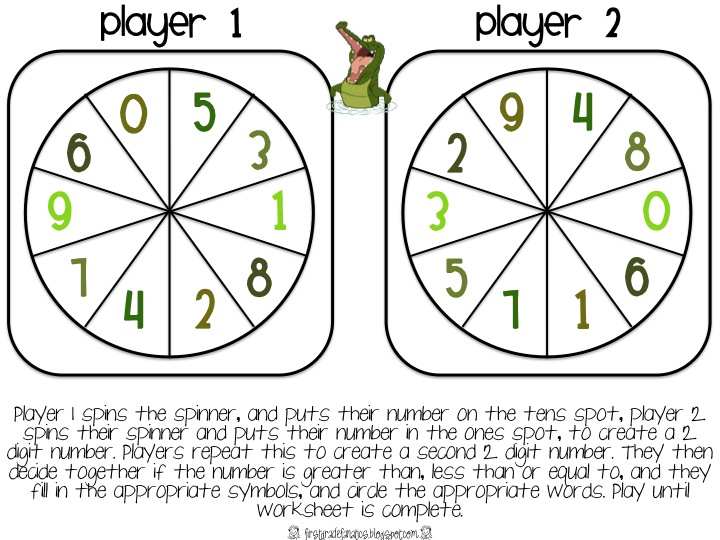 player 1
player 2
0 5
9 4
6 3
2 8
9 1
3 0
7 8
5 6
4 2
7 1
Player 1 spins the spinner, and puts their number on the tens spot, player 2
spins their spinner and puts their number in the ones spot, to create a 2
digit number. Players repeat this to create a second 2 digit number. They then
decide together if the number is greater than, less than or equal to, and they
fill in the appropriate symbols, and circle the appropriate words. Play until
worksheet is complete.
firstgradefanatics.blogspot.com